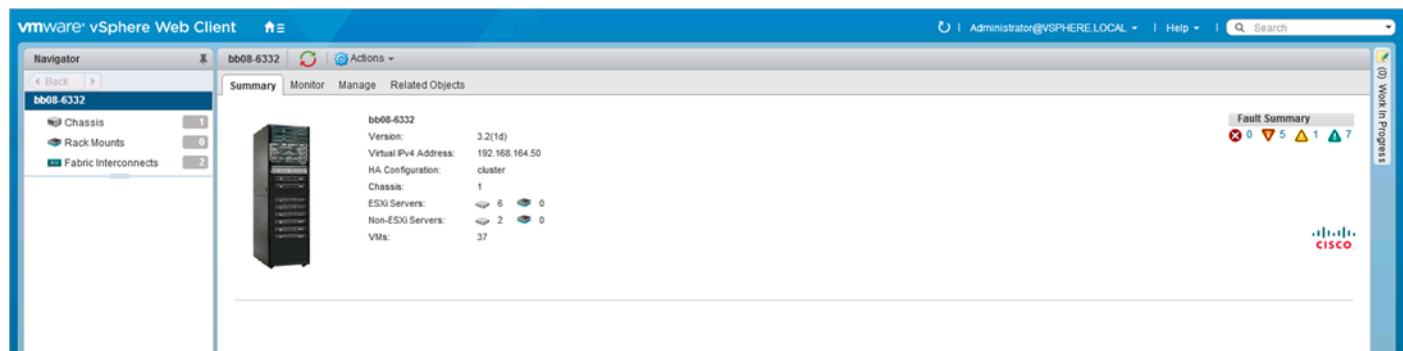 vmware® vSphere Web Client
Administrator@VSPHERE.LOCAL
Help
Search
Navigator
Back
bb08-6332
Chassis 1
Rack Mounts 0
Fabric Interconnects 2
bb08-6332 Actions
Summary Monitor Manage Related Objects
bb08-6332
Version: 3.2(1d)
Virtual IPv4 Address: 192.168.164.50
HA Configuration: cluster
Chassis: 1
ESXi Servers: 6 0
Non-ESXi Servers: 2 0
VMs: 37
Fault Summary
0 5 1 7
CISCO
(0) Work In Progress